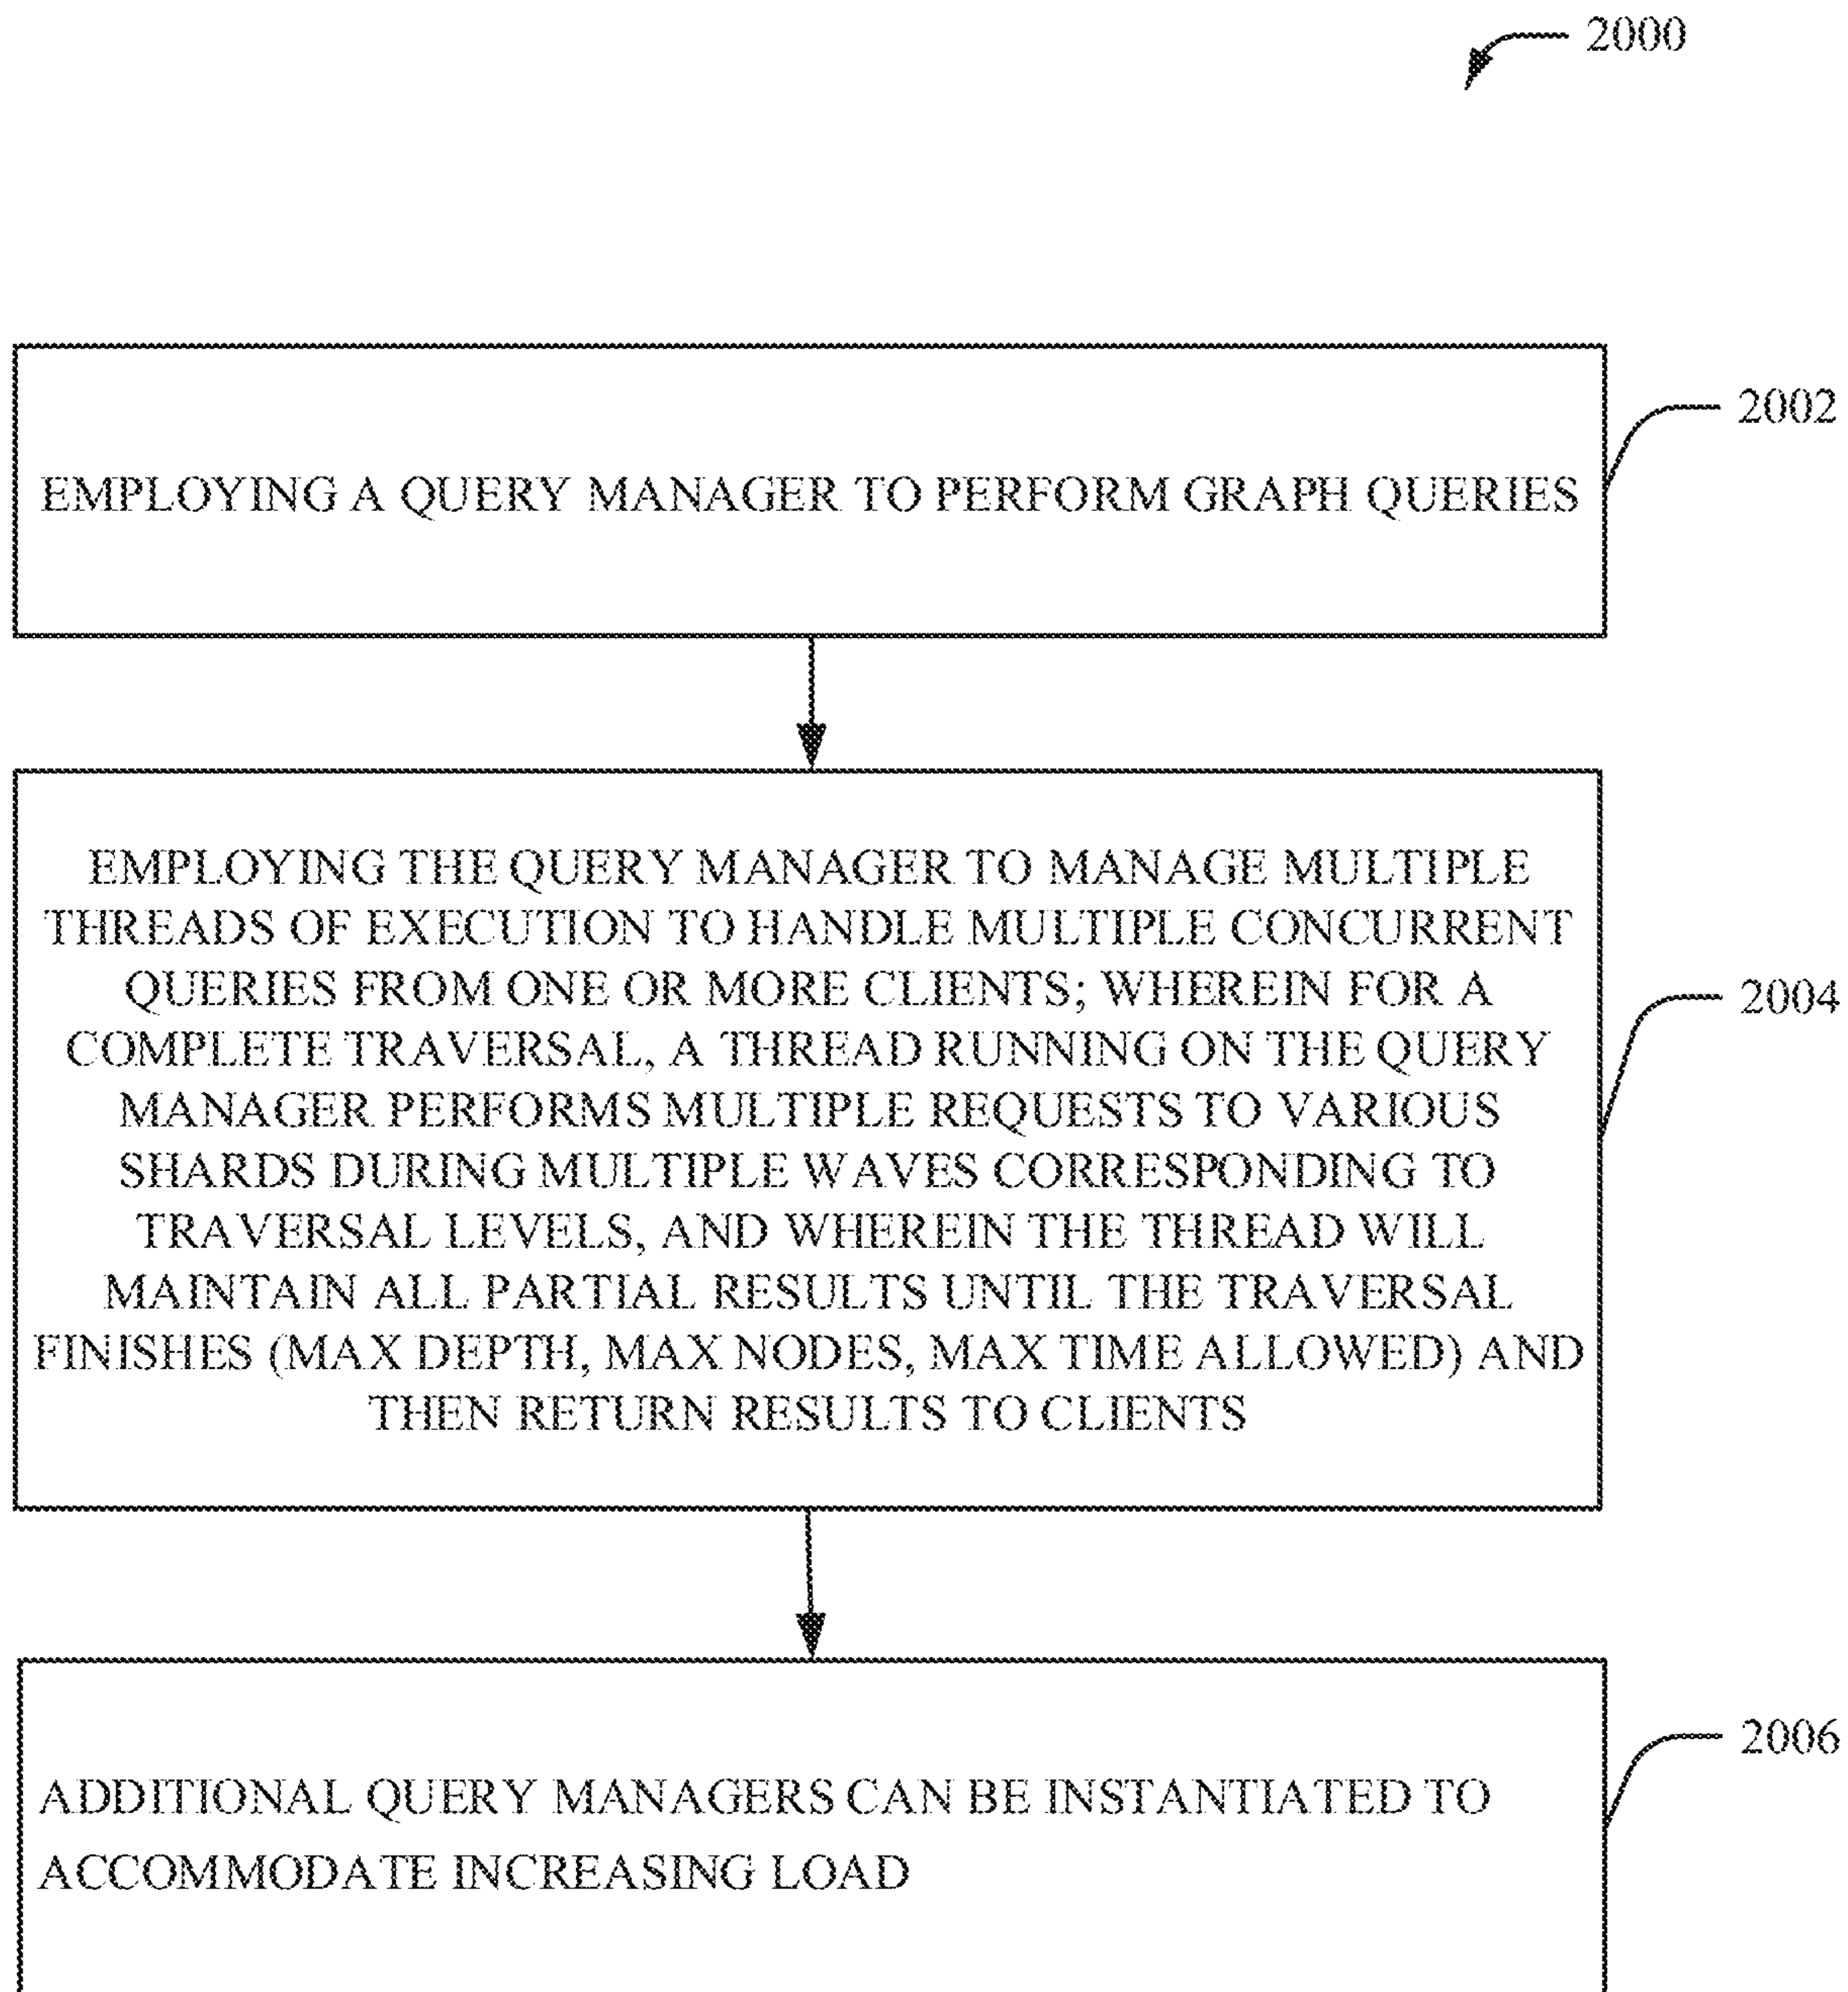 2000
EMPLOYING A QUERY MANAGER TO PERFORM GRAPH QUERIES
2002
EMPLOYING THE QUERY MANAGER TO MANAGE MULTIPLE
THREADS OF EXECUTION TO HANDLE MULTIPLE CONCURRENT
QUERIES FROM ONE OR MORE CLIENTS; WHEREIN FOR A
COMPLETE TRAVERSAL, A THREAD RUNNING ON THE QUERY
MANAGER PERFORMS MULTIPLE REQUESTS TO VARIOUS
SHARDS DURING MULTIPLE WAVES CORRESPONDING TO
TRAVERSAL LEVELS, AND WHEREIN THE THREAD WILL
MAINTAIN ALL PARTIAL RESULTS UNTIL THE TRAVERSAL
FINISHES (MAX DEPTH, MAX NODES, MAX TIME ALLOWED) AND
THEN RETURN RESULTS TO CLIENTS
2004
ADDITIONAL QUERY MANAGERS CAN BE INSTANTIATED TO
ACCOMMODATE INCREASING LOAD
2006